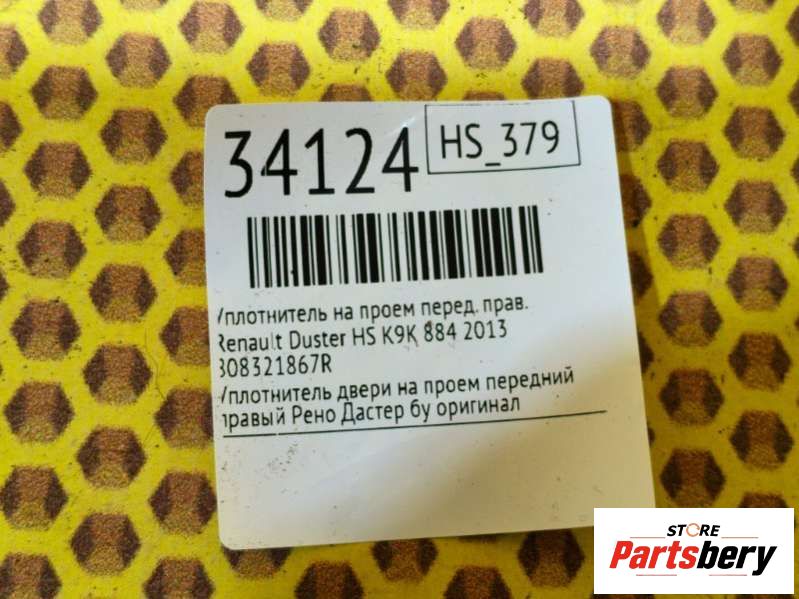 34124
HS_379
Уплотнитель на проем перед. прав.
Renault Duster HS K9K 884 2013
808321867R
Уплотнитель двери на проем передний
правый Рено Дастер бу оригинал
STORE
Partsbery